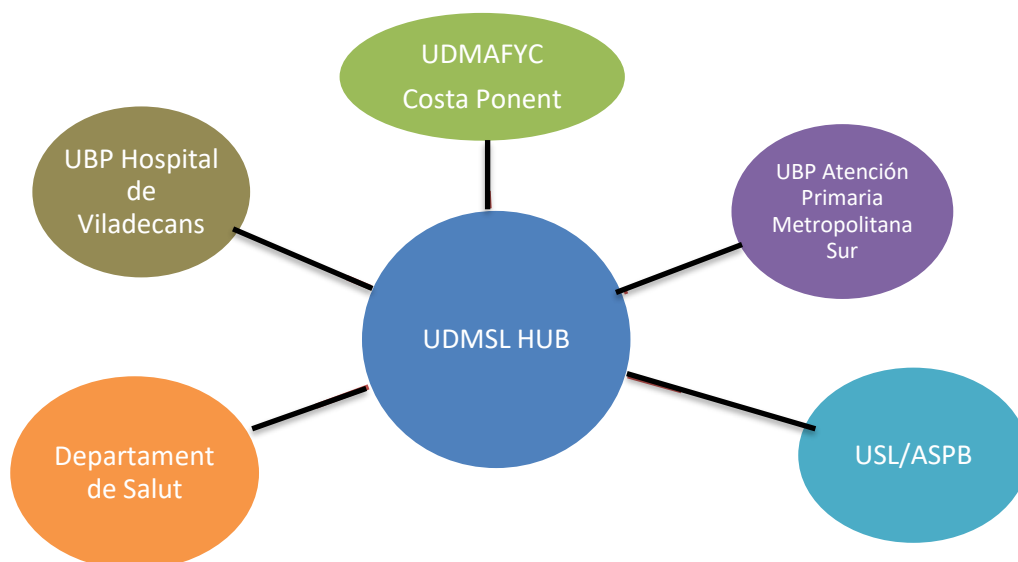 UDMAFYC
Costa Ponent
UBP Hospital
de
Viladecans
UBP Atención
Primaria
Metropolitana
Sur
UDMSL HUB
Departament
de Salut
USL/ASPB